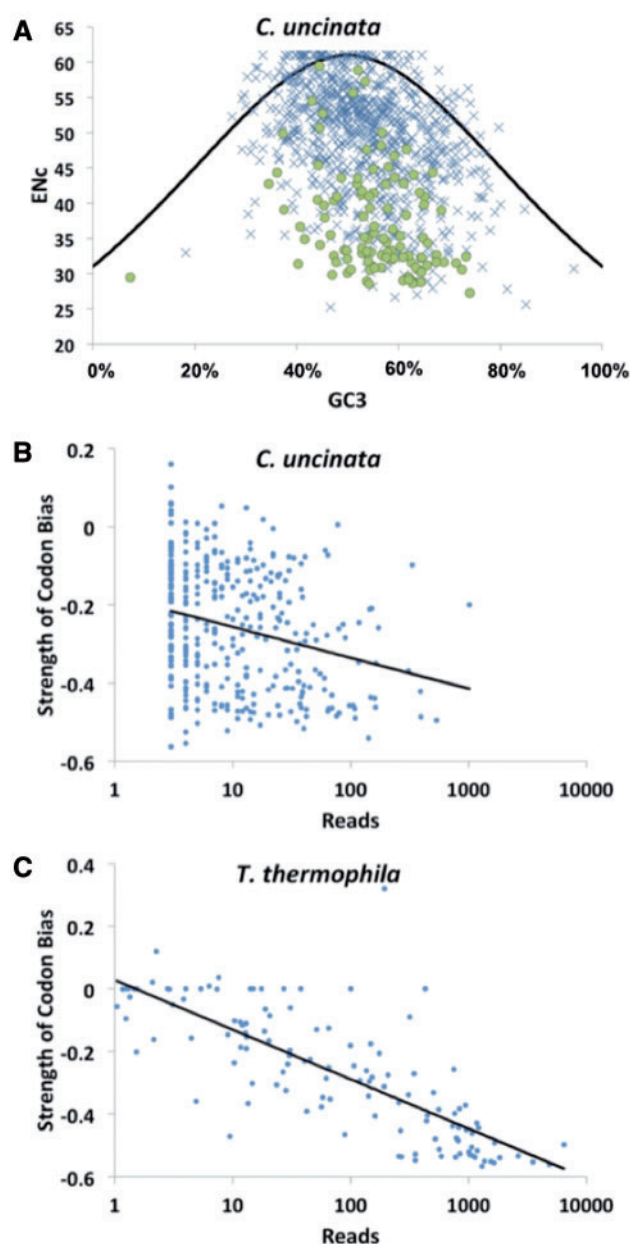 A
C. uncinata
65
60
55
50
45
40
35
30
25
20
ENc
0% 20% 40% 60% 80% 100%
GC3
B
C. uncinata
0.2
0
-0.2
-0.4
-0.6
Strength of Codon Bias
1 10 100 1000 10000
Reads
C
T. thermophila
0.4
0.2
0
-0.2
-0.4
-0.6
Strength of Codon Bias
1 10 100 1000 10000
Reads